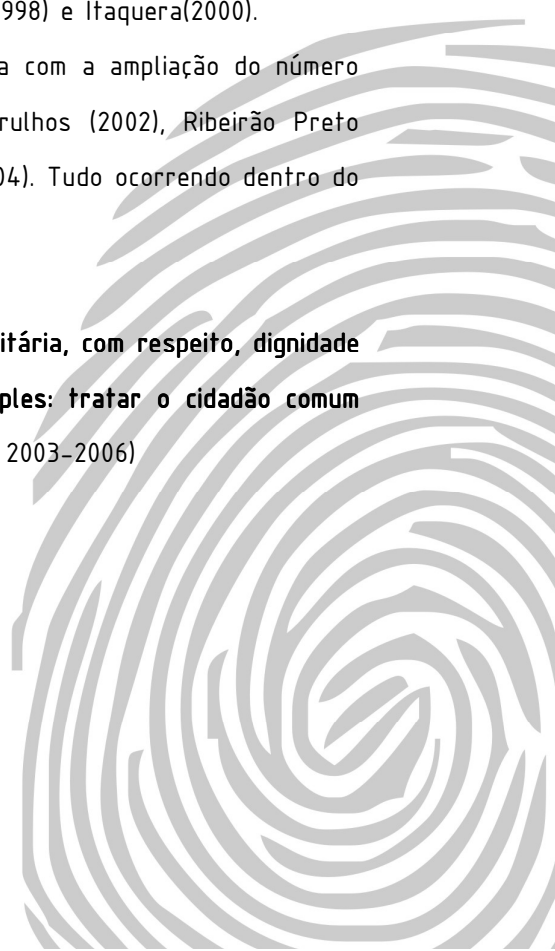 998) e Itaquera(2000).
a com a ampliação do número
rulhos (2002), Ribeirão Preto
04). Tudo ocorrendo dentro do
itária, com respeito, dignidade
ples: tratar o cidadão comum
2003-2006)